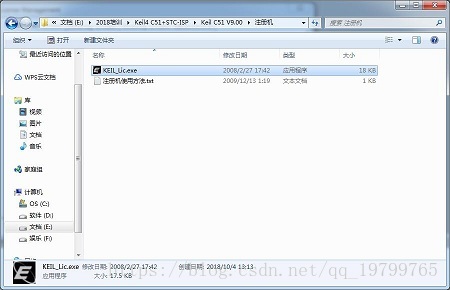 « 文档 (E:) ▸ 2018培训 ▸ Keil4 C51+STC-ISP ▸ Keil C51 V9.00 ▸ 注册机
搜索 注册机
组织 打开 新建文件夹
名称 修改日期 类型 大小
KEIL_Lic.exe 2008/2/27 17:42 应用程序 18 KB
注册机使用方法.txt 2009/12/13 1:19 文本文档 1 KB
最近访问的位置
WPS云文档
库
视频
图片
文档
音乐
家庭组
计算机
OS (C:)
软件 (D:)
文档 (E:)
娱乐 (F:)
KEIL_Lic.exe 修改日期: 2008/2/27 17:42 创建日期: 2018/10/4 13:13
应用程序 大小: 17.5 KB
https://blog.csdn.net/qq_19799765